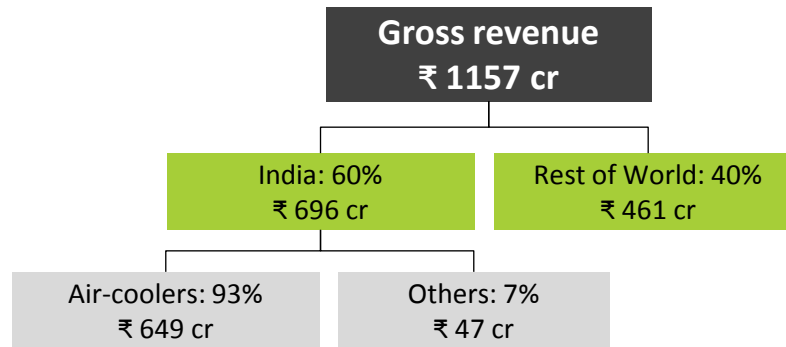 Gross revenue
₹ 1157 cr
India: 60%
₹ 696 cr
Rest of World: 40%
₹ 461 cr
Air-coolers: 93%
₹ 649 cr
Others: 7%
₹ 47 cr